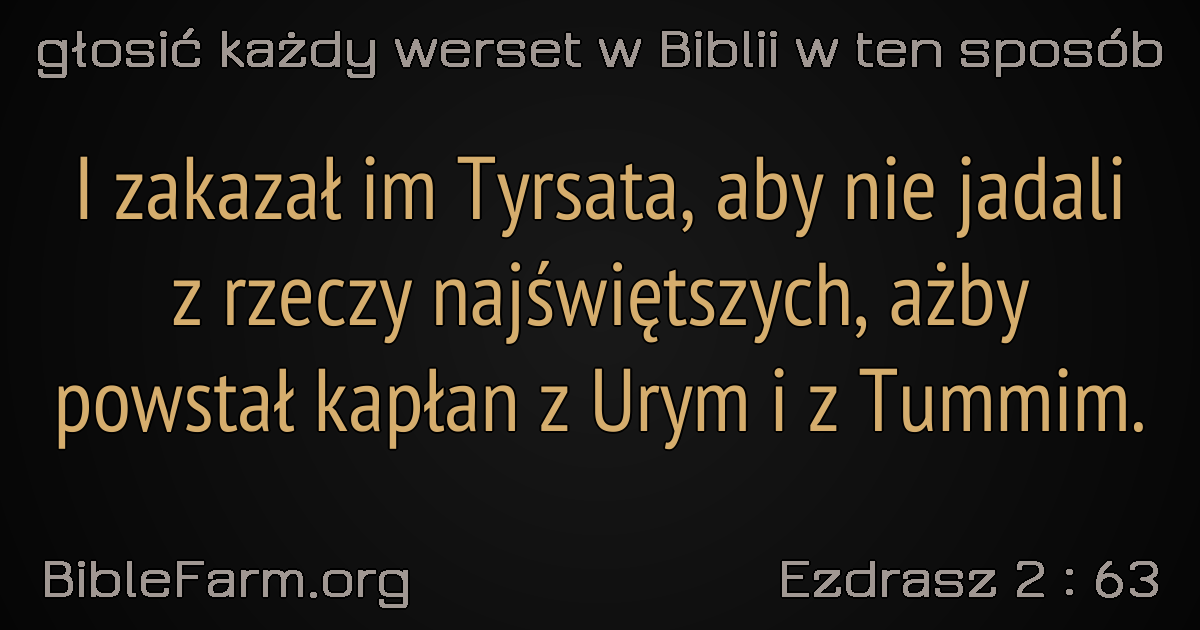 głosić każdy werset w Biblii w ten sposób
I zakazał im Tyrsata, aby nie jadali
z rzeczy najświętszych, ażby
powstał kapłan z Urym i z Tummim.
BibleFarm.org
Ezdrasz 2 : 63